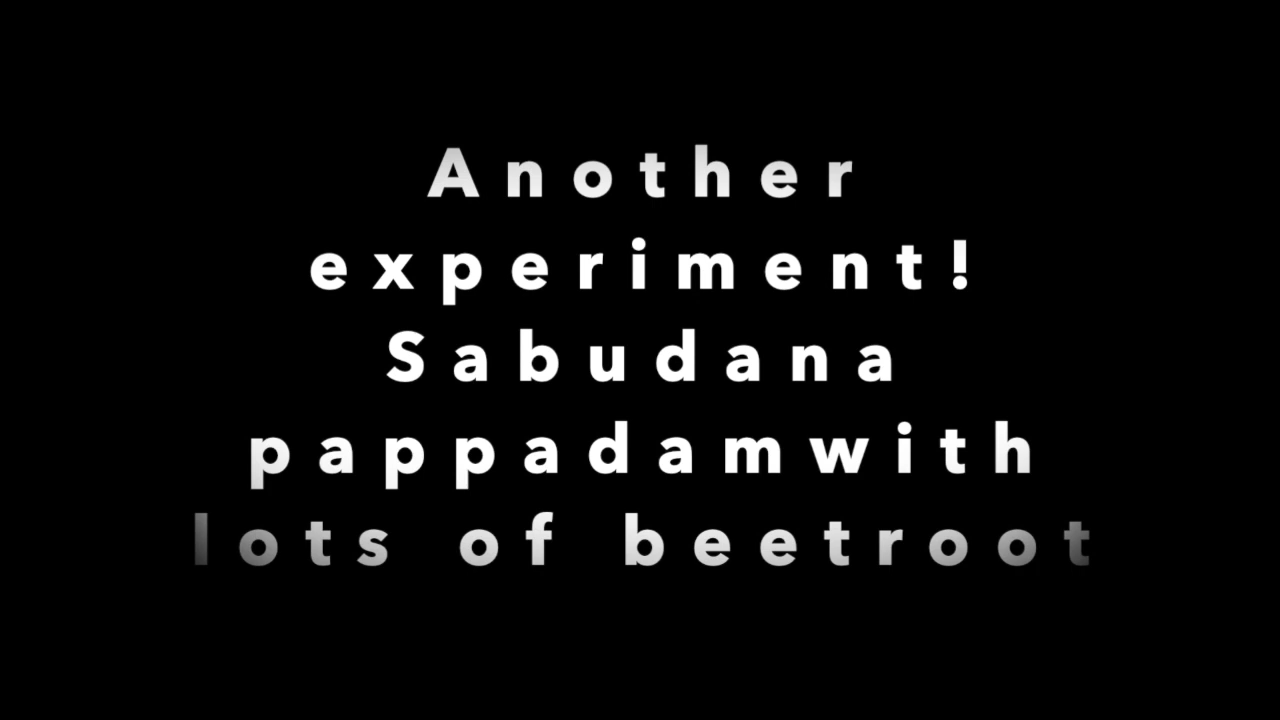 Another
experiment!
Sabudana
pappadamwith
lots of beetroot